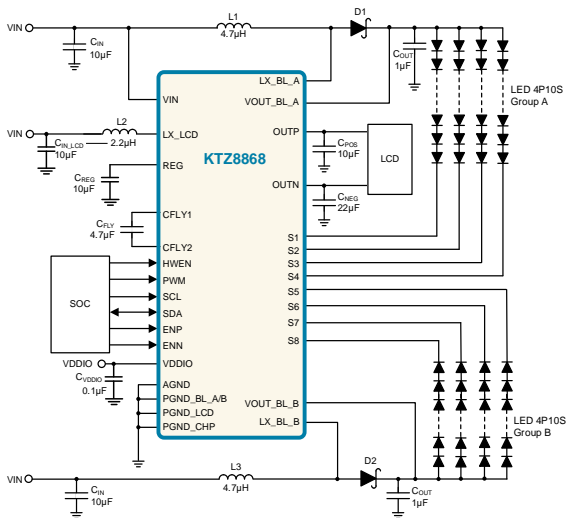 L1
D1
VIN
4.7µH
CIN
10µF
COUT
1µF
LX_BL_A
VIN
VOUT_BL_A
LED 4P10S
Group A
L2
VIN
LX_LCD
OUTP
CIN_LCD
10µF
2.2µH
KTZ8868
CPOS
10µF
LCD
REG
CREG
10µF
OUTN
CNEG
22µF
CFLY1
CFLY
4.7µF
CFLY2
S1
S2
S3
S4
S5
S6
S7
S8
SOC
HWEN
PWM
SCL
SDA
ENP
ENN
VDDIO
VDDIO
CVDDIO
0.1µF
AGND
PGND_BL_A/B
PGND_LCD
PGND_CHP
VOUT_BL_B
LX_BL_B
LED 4P10S
Group B
L3
D2
VIN
4.7µH
CIN
10µF
COUT
1µF